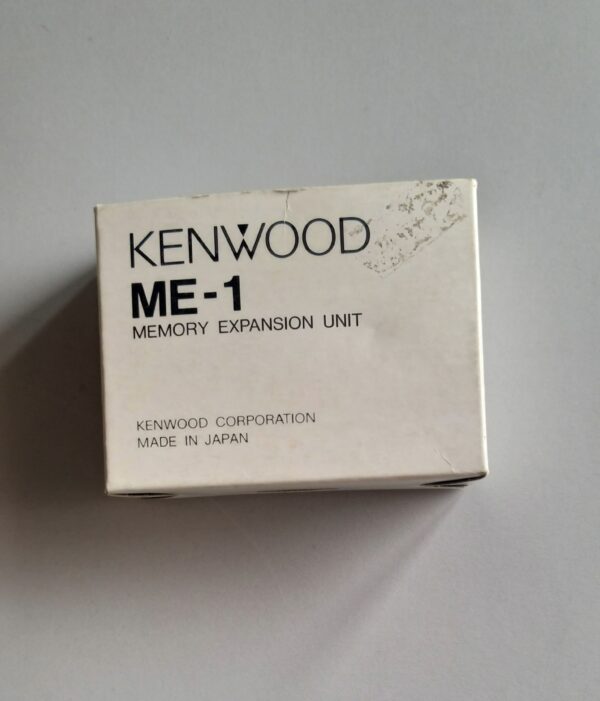 KENWOOD
ME-1
MEMORY EXPANSION UNIT
KENWOOD CORPORATION
MADE IN JAPAN